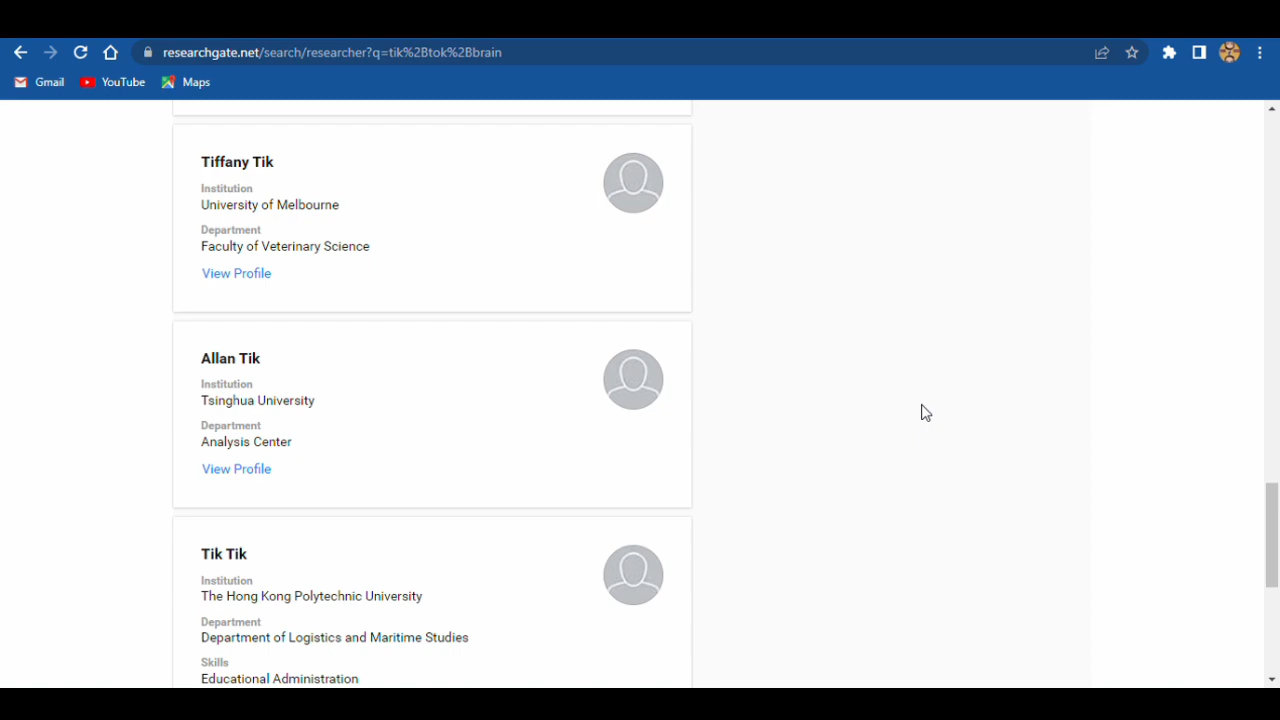 researchgate.net/search/researcher?q=tik%2Btok%2Bbrain
Gmail YouTube Maps
Tiffany Tik
Institution
University of Melbourne
Department
Faculty of Veterinary Science
View Profile
Allan Tik
Institution
Tsinghua University
Department
Analysis Center
View Profile
Tik Tik
Institution
The Hong Kong Polytechnic University
Department
Department of Logistics and Maritime Studies
Skills
Educational Administration